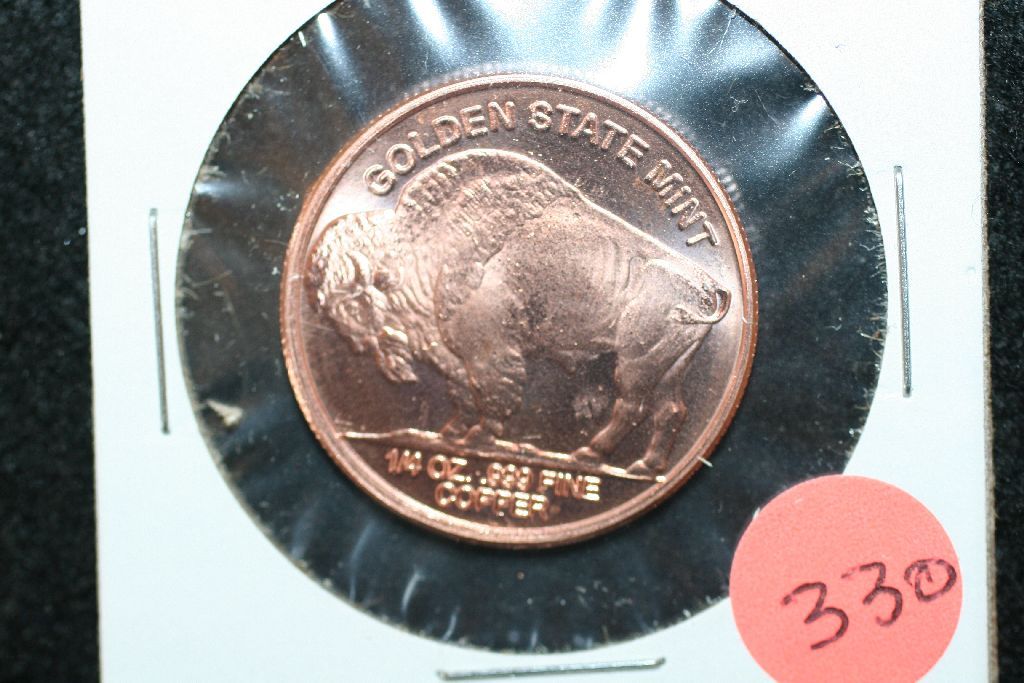 GOLDEN STATE MINT
1/4 OZ. .999 FINE
COPPER
330